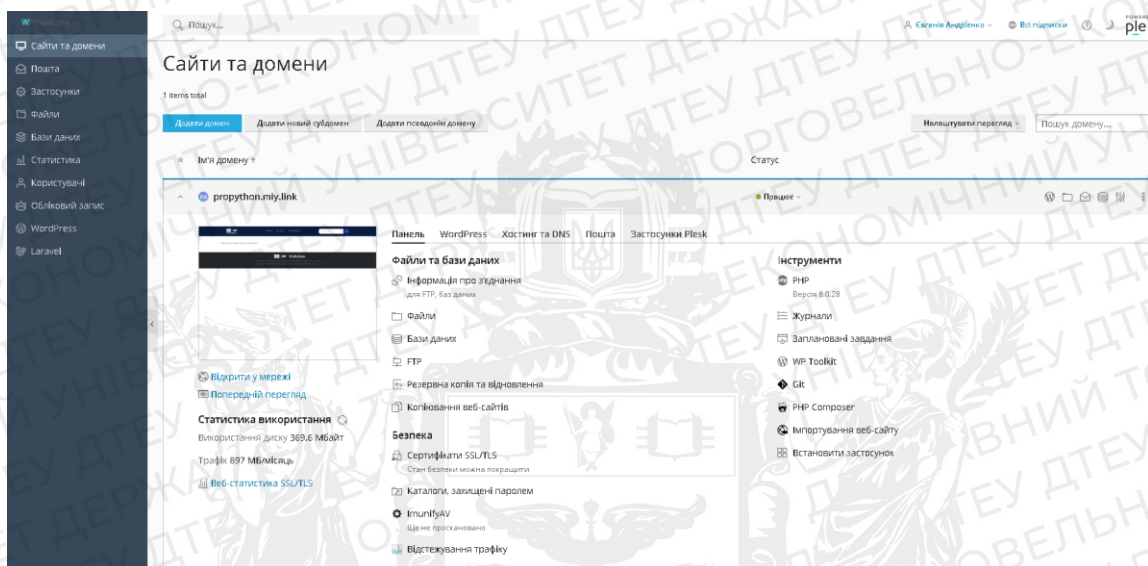 Пошук...
Євгенія Андрієнко
Всі підписки
Сайти та домени
Пошта
Застосунки
Файли
Бази даних
Статистика
Користувачі
Обліковий запис
WordPress
Laravel
Сайти та домени
1 items total
Додати домен
Додати новий субдомен
Додати псевдонім домену
Налаштувати перегляд
Пошук домену...
Ім'я домену ↑
Статус
propython.miy.link
Працює
Панель
WordPress
Хостинг та DNS
Пошта
Застосунки Plesk
Відкрити у мережі
Попередній перегляд
Статистика використання
Використання диску 369.6 Мбайт
Трафік 897 МБ/місяць
Веб-статистика SSL/TLS
Файли та бази даних
Інформація про з'єднання
для FTP, баз даних
Файли
Бази даних
FTP
Резервна копія та відновлення
Копіювання веб-сайтів
Безпека
Сертифікати SSL/TLS
Стан безпеки можна покращити
Каталоги, захищені паролем
ImunifyAV
Ще не проскановано
Відстежування трафіку
Інструменти
PHP
Версія 8.0.28
Журнали
Заплановані завдання
WP Toolkit
Git
PHP Composer
Імпортування веб-сайту
Встановити застосунок